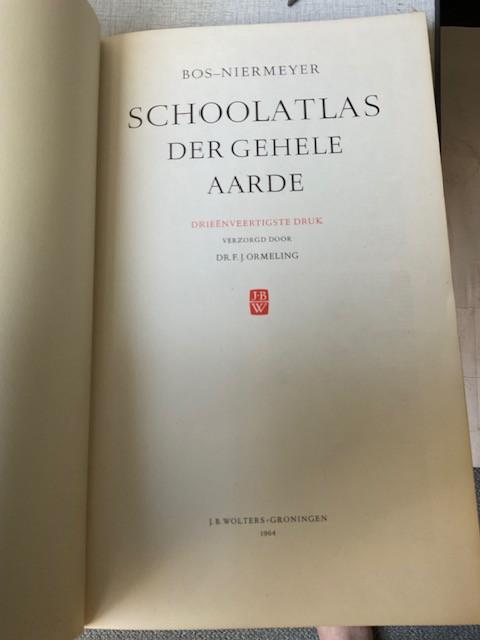 BOS–NIERMEYER
SCHOOLATLAS
DER GEHELE
AARDE
DRIEËNVEERTIGSTE DRUK
VERZORGD DOOR
DR. F. J. ORMELING
J·B
W
J. B. WOLTERS–GRONINGEN
1964